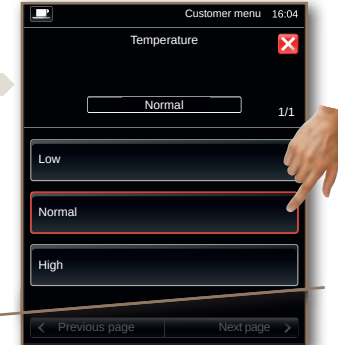 Customer menu 16:04
Temperature
Normal
1/1
Low
Normal
High
Previous page Next page